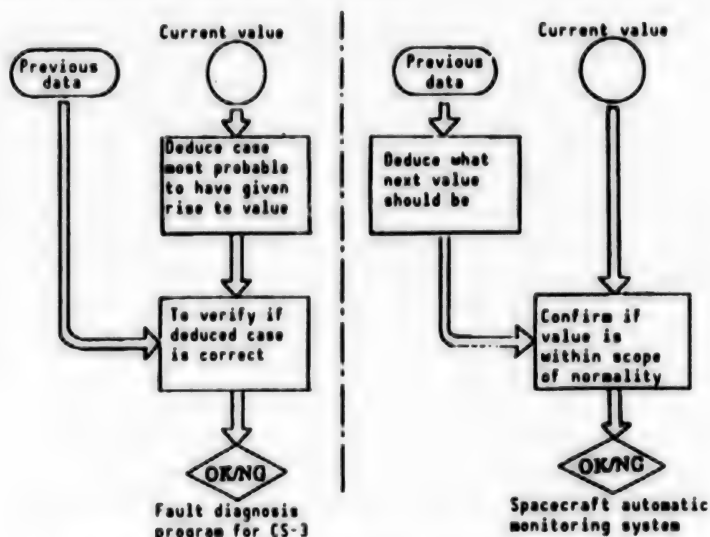 Current value
Previous
data
Deduce case
most probable
to have given
rise to value
To verify if
deduced case
is correct
OK/NG
Fault diagnosis
program for CS-3
Current value
Previous
data
Deduce what
next value
should be
Confirm if
value is
within scope
of normality
OK/NG
Spacecraft automatic
monitoring system